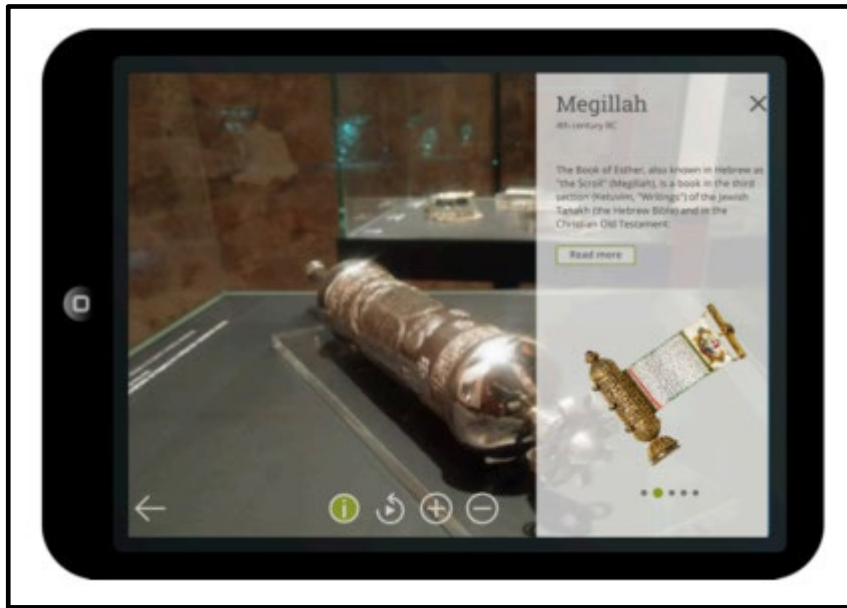 Megillah
4th century BC
The Book of Esther, also known in Hebrew as
"the Scroll" (Megillah), is a book in the third
section (Ketuvim, "Writings") of the Jewish
Tanakh (the Hebrew Bible) and in the
Christian Old Testament.
Read more